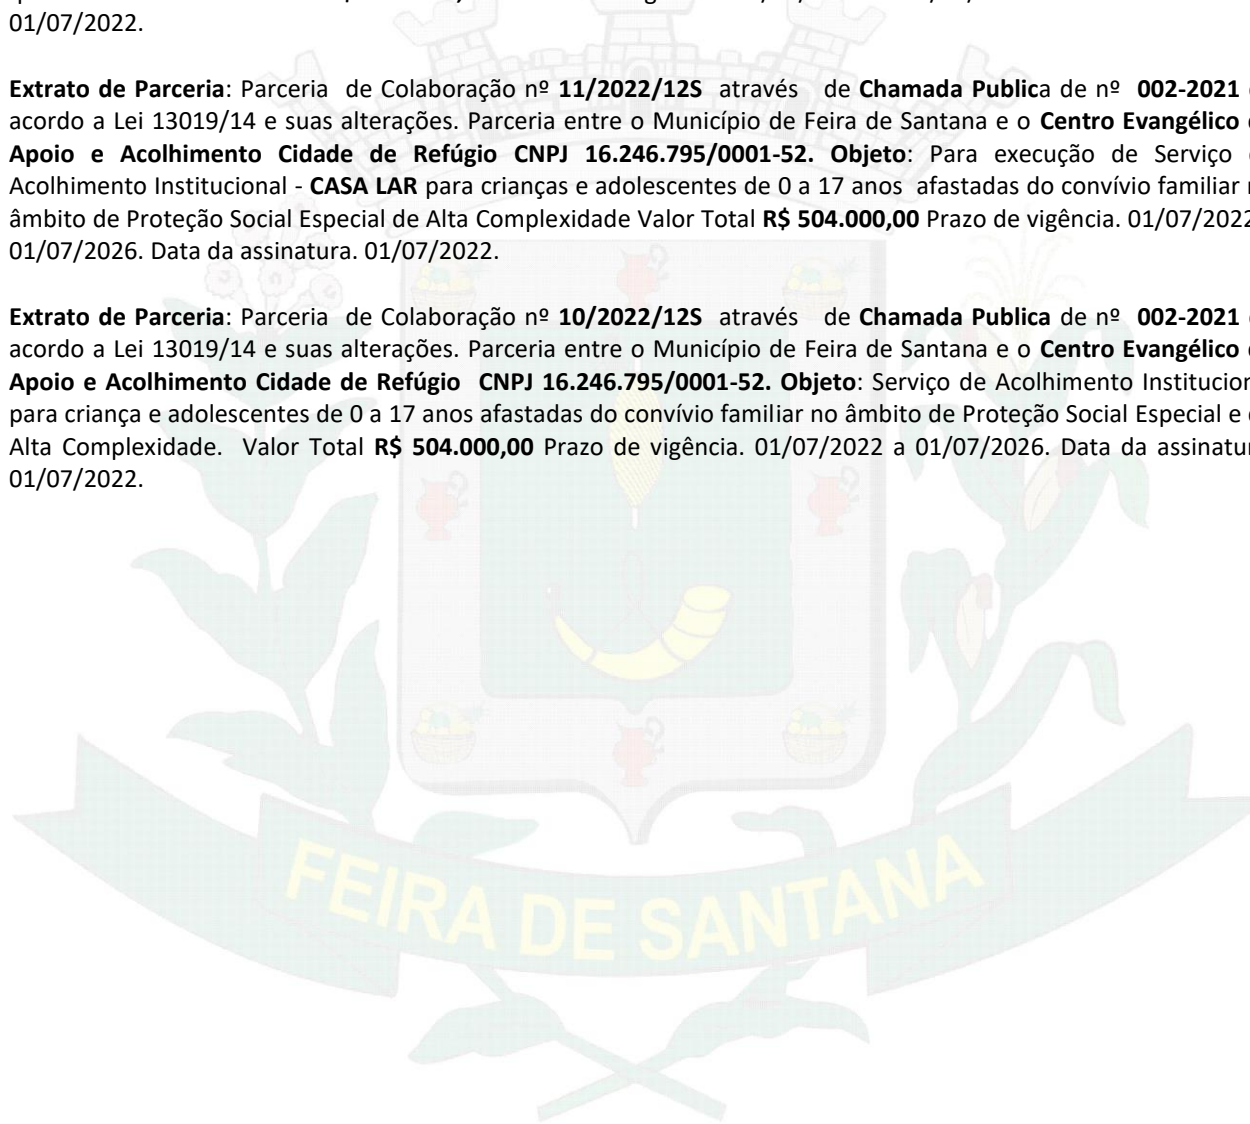 01/07/2022.
Extrato de Parceria: Parceria de Colaboração nº 11/2022/12S através de Chamada Publica de nº 002-2021
acordo a Lei 13019/14 e suas alterações. Parceria entre o Município de Feira de Santana e o Centro Evangélico
Apoio e Acolhimento Cidade de Refúgio CNPJ 16.246.795/0001-52. Objeto: Para execução de Serviço
Acolhimento Institucional - CASA LAR para crianças e adolescentes de 0 a 17 anos afastadas do convívio familiar
âmbito de Proteção Social Especial de Alta Complexidade Valor Total R$ 504.000,00 Prazo de vigência. 01/07/2022
01/07/2026. Data da assinatura. 01/07/2022.
Extrato de Parceria: Parceria de Colaboração nº 10/2022/12S através de Chamada Publica de nº 002-2021
acordo a Lei 13019/14 e suas alterações. Parceria entre o Município de Feira de Santana e o Centro Evangélico
Apoio e Acolhimento Cidade de Refúgio CNPJ 16.246.795/0001-52. Objeto: Serviço de Acolhimento Institucion
para criança e adolescentes de 0 a 17 anos afastadas do convívio familiar no âmbito de Proteção Social Especial e
Alta Complexidade. Valor Total R$ 504.000,00 Prazo de vigência. 01/07/2022 a 01/07/2026. Data da assinatur
01/07/2022.
FEIRA DE SANTANA